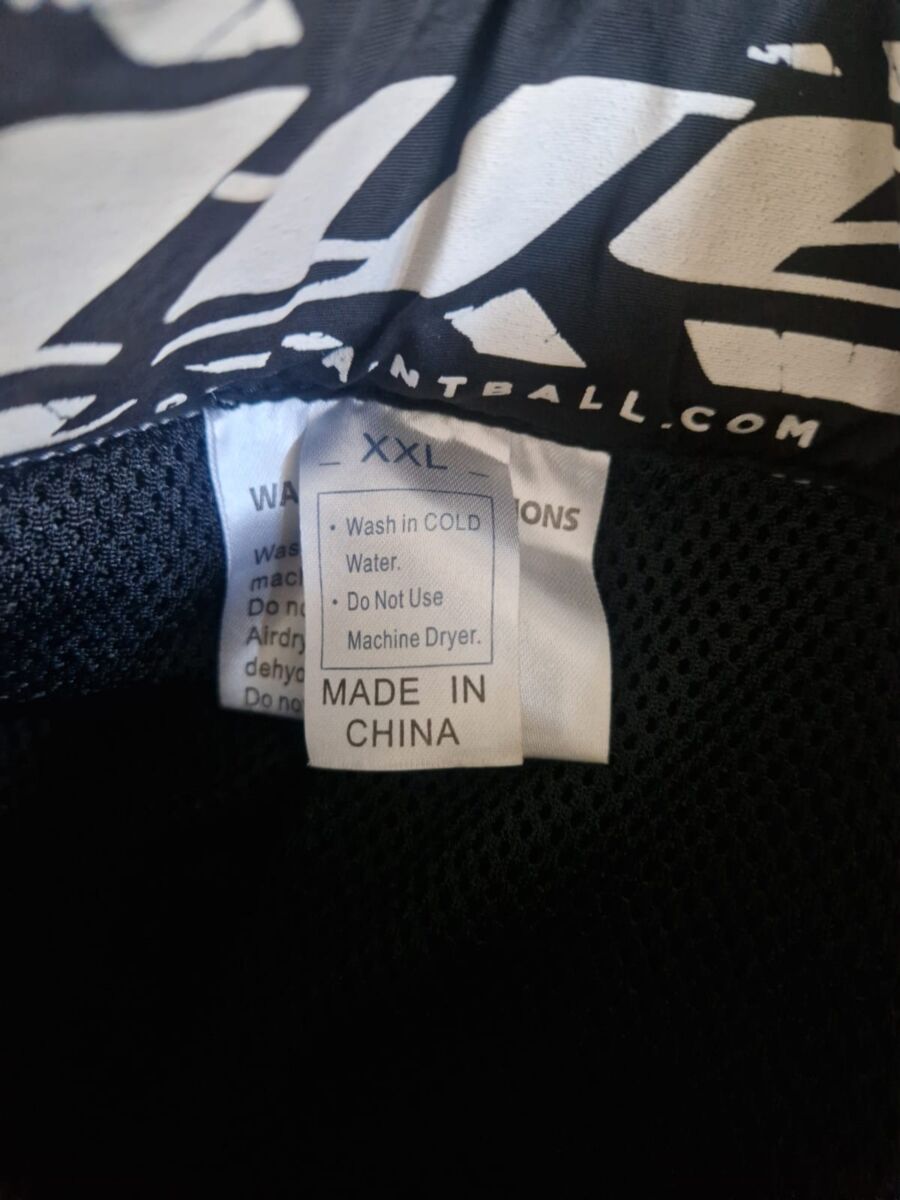 NTBALL.COM
XXL
WA
IONS
• Wash in COLD
Water.
• Do Not Use
Machine Dryer.
MADE IN
CHINA
Was
mach
Do no
Airdry
dehyd
Do no